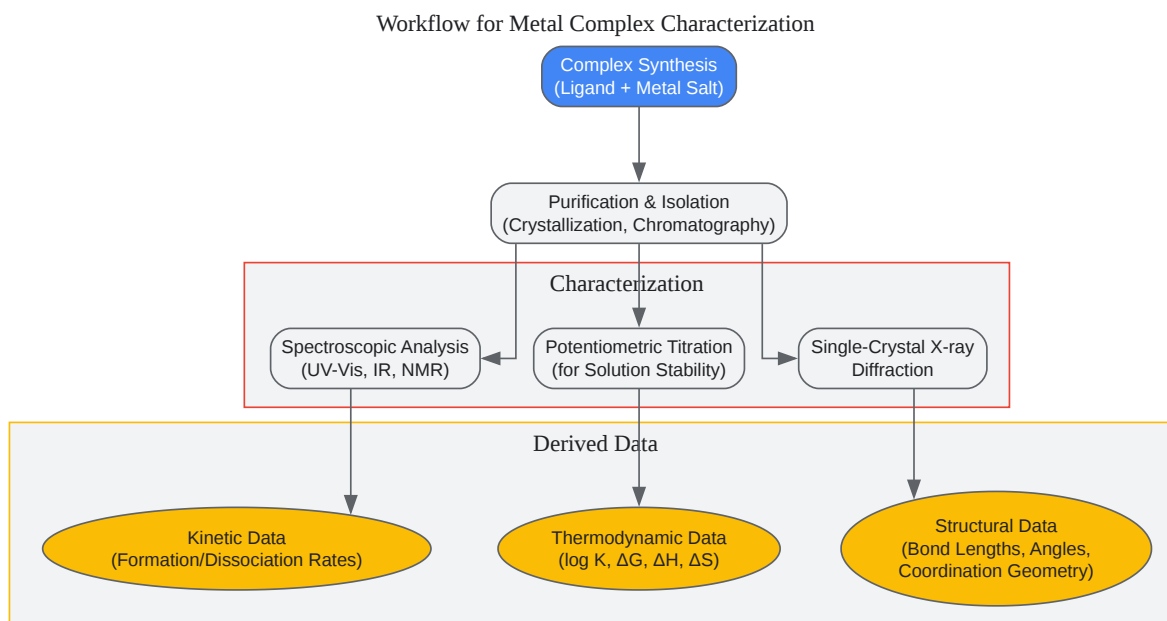 Workflow for Metal Complex Characterization
Complex Synthesis
(Ligand + Metal Salt)
Purification & Isolation
(Crystallization, Chromatography)
Characterization
Spectroscopic Analysis
(UV-Vis, IR, NMR)
Potentiometric Titration
(for Solution Stability)
Single-Crystal X-ray
Diffraction
Derived Data
Kinetic Data
(Formation/Dissociation Rates)
Thermodynamic Data
(log K, ΔG, ΔH, ΔS)
Structural Data
(Bond Lengths, Angles,
Coordination Geometry)